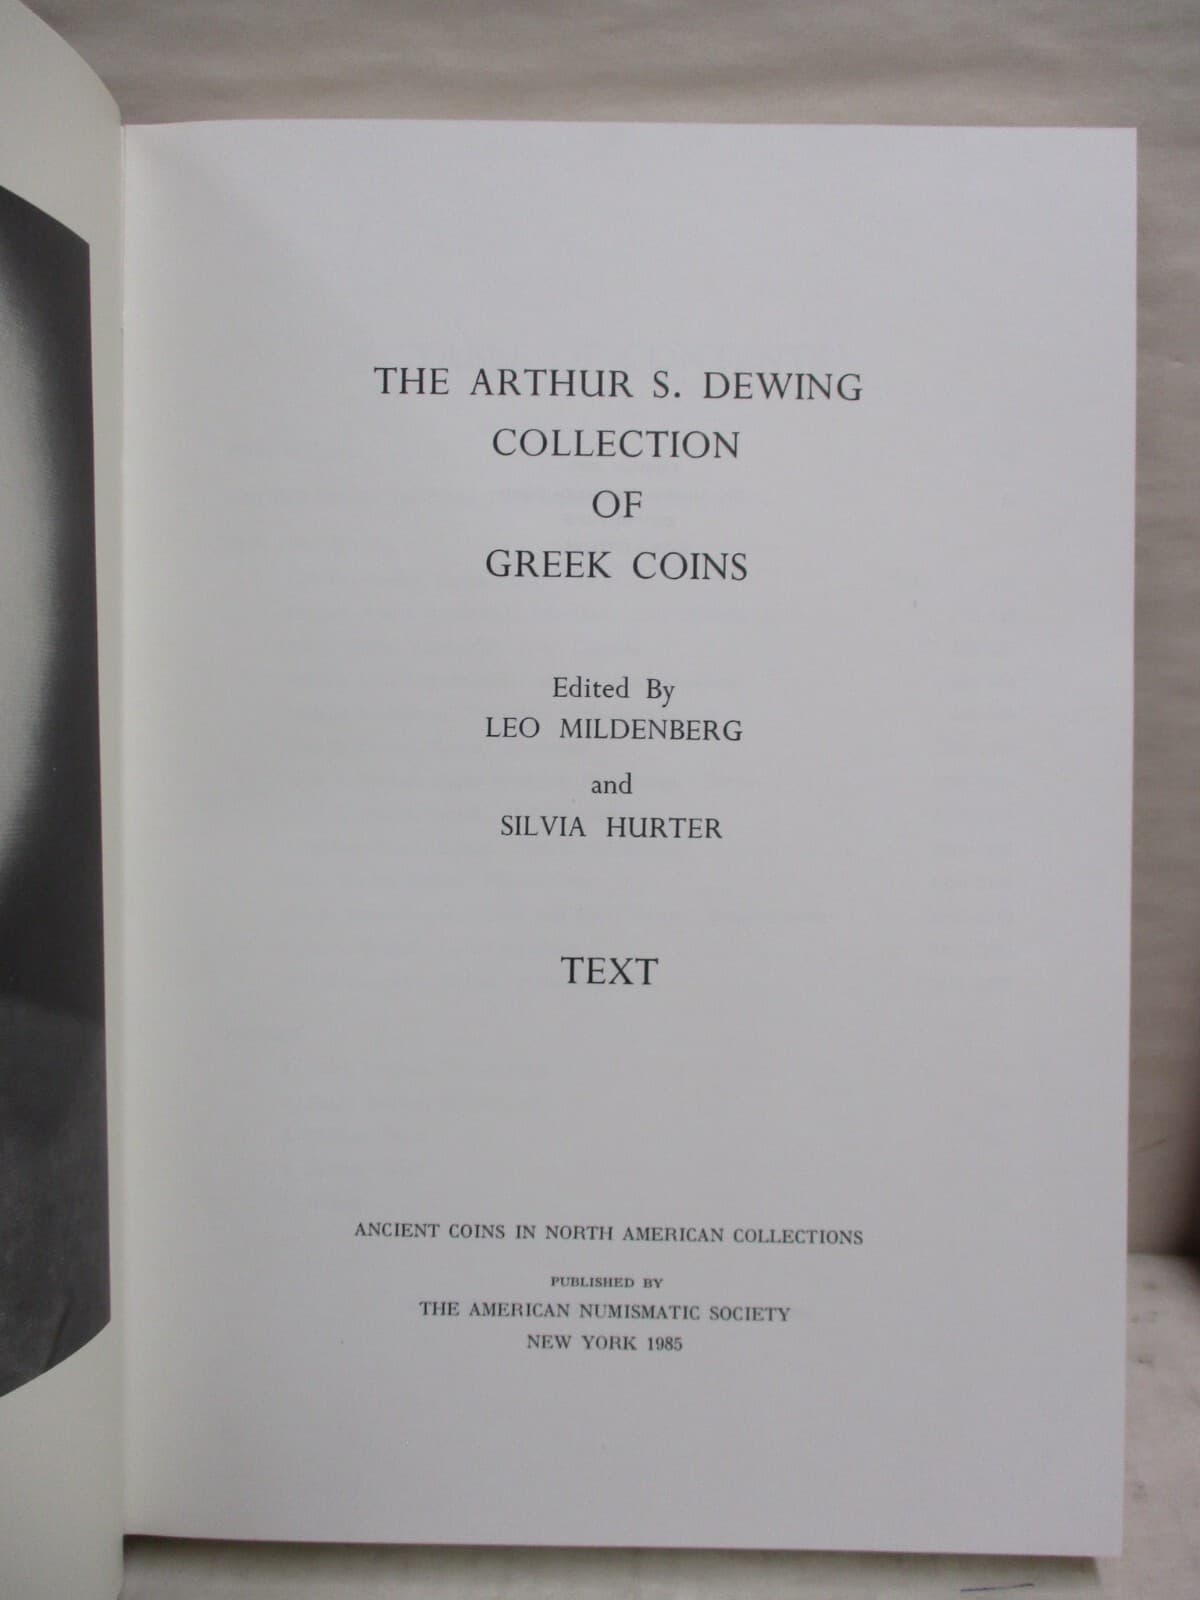 THE ARTHUR S. DEWING
COLLECTION
OF
GREEK COINS
Edited By
LEO MILDENBERG
and
SILVIA HURTER
TEXT
ANCIENT COINS IN NORTH AMERICAN COLLECTIONS
PUBLISHED BY
THE AMERICAN NUMISMATIC SOCIETY
NEW YORK 1985